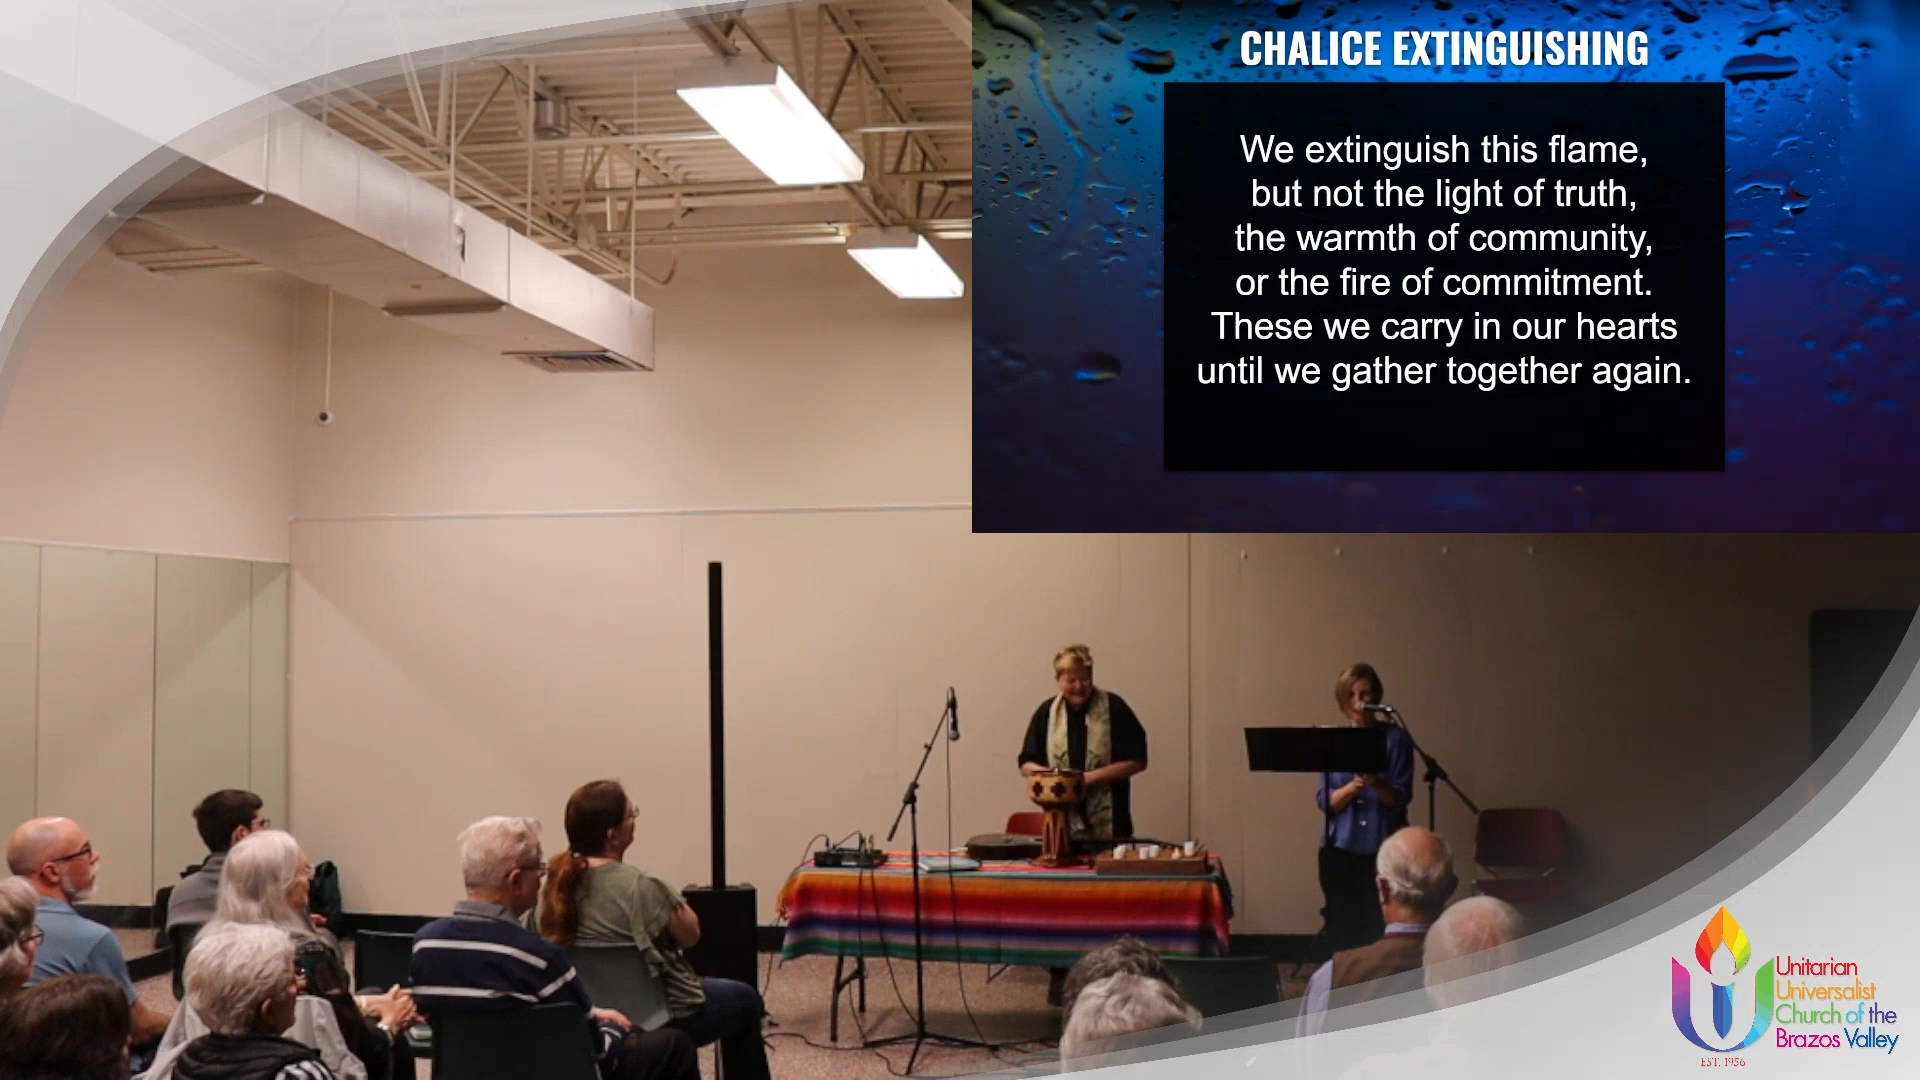 CHALICE EXTINGUISHING
We extinguish this flame,
but not the light of truth,
the warmth of community,
or the fire of commitment.
These we carry in our hearts
until we gather together again.
Unitarian
Universalist
Church of the
Brazos Valley
EST. 1956